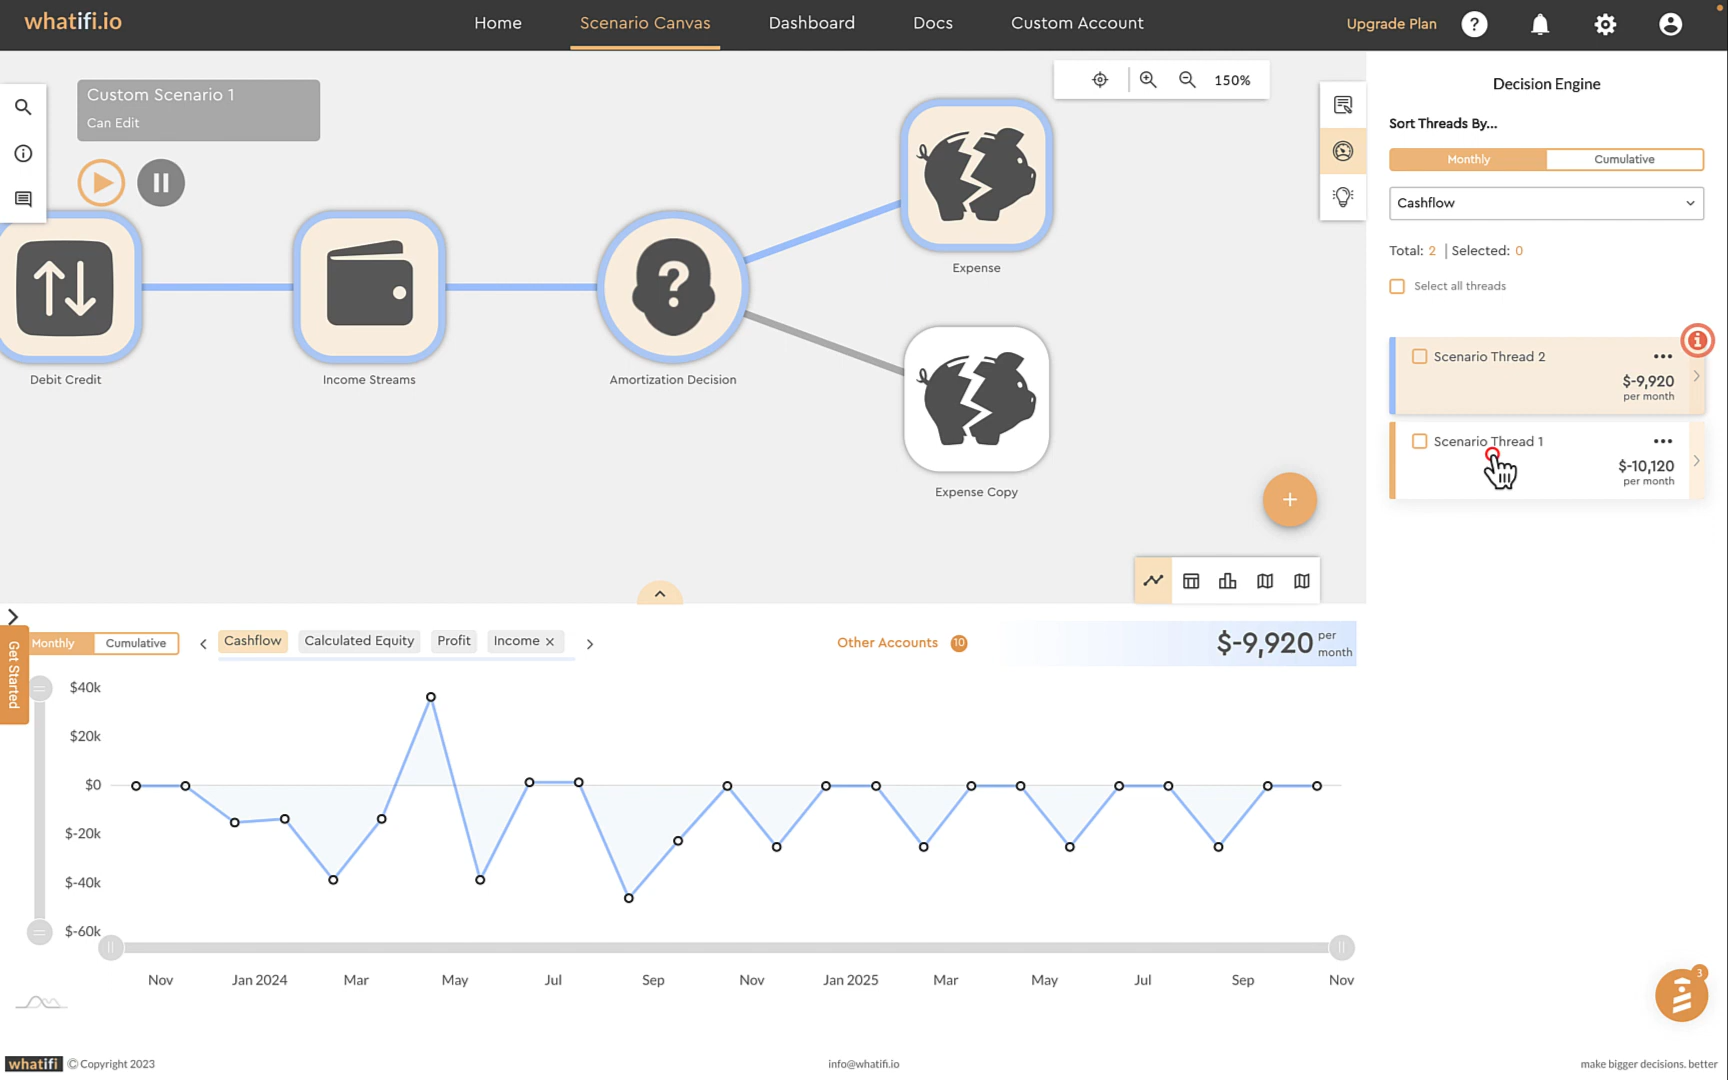 whatifi.io
Home
Scenario Canvas
Dashboard
Docs
Custom Account
Upgrade Plan
?
Custom Scenario 1
Can Edit
150%
Debit Credit
Income Streams
?
Amortization Decision
Expense
Expense Copy
+
Decision Engine
Sort Threads By...
Monthly
Cumulative
Cashflow
Total: 2 | Selected: 0
Select all threads
Scenario Thread 2
$-9,920
per month
Scenario Thread 1
$-10,120
per month
Get Started
Monthly
Cumulative
Cashflow
Calculated Equity
Profit
Income
Other Accounts 10
$-9,920 per month
$40k
$20k
$0
$-20k
$-40k
$-60k
Nov
Jan 2024
Mar
May
Jul
Sep
Nov
Jan 2025
Mar
May
Jul
Sep
Nov
3
whatifi © Copyright 2023
info@whatifi.io
make bigger decisions. better